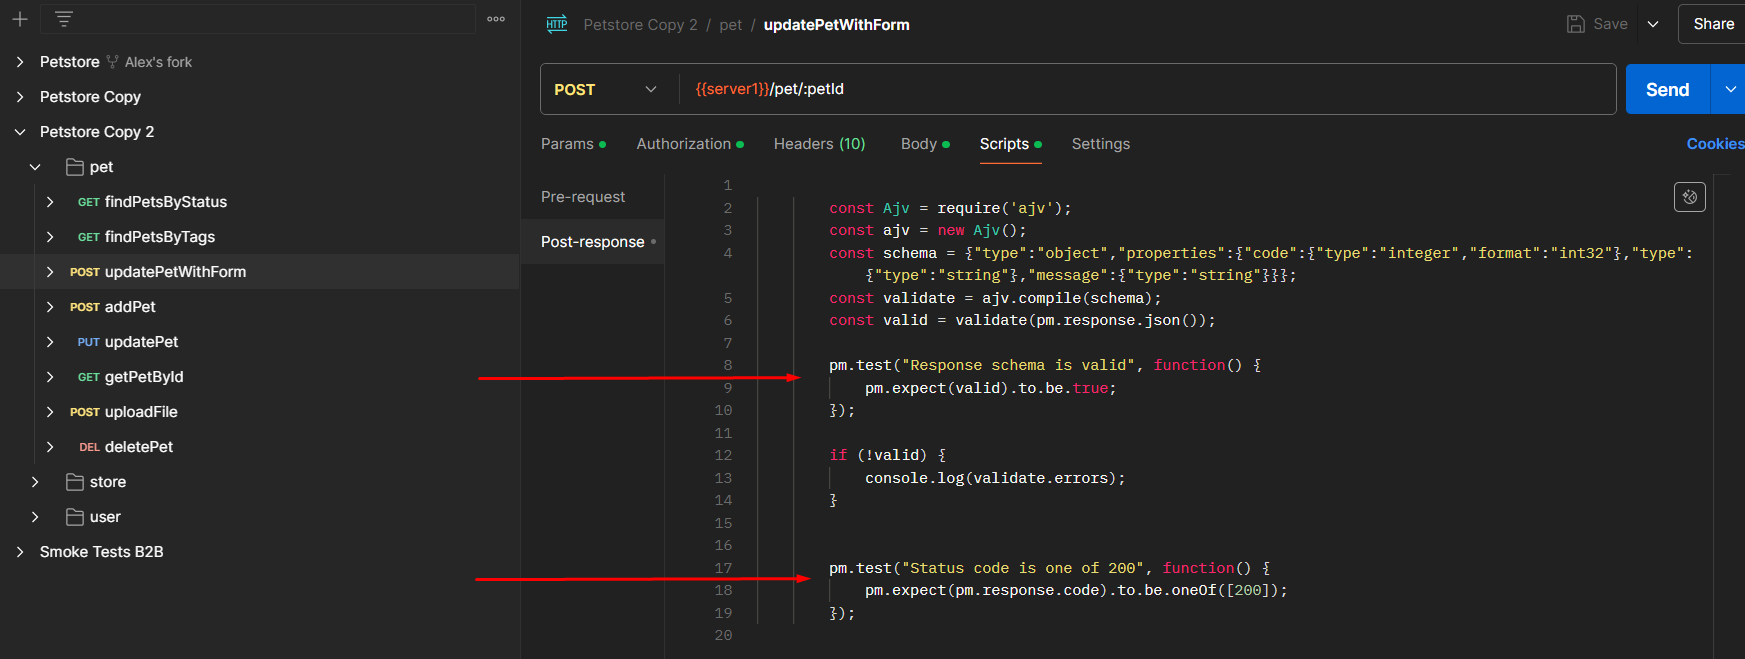 Petstore Alex's fork
Petstore Copy
Petstore Copy 2
pet
GET findPetsByStatus
GET findPetsByTags
POST updatePetWithForm
POST addPet
PUT updatePet
GET getPetById
POST uploadFile
DEL deletePet
store
user
Smoke Tests B2B
HTTP Petstore Copy 2 / pet / updatePetWithForm
Save
Share
POST {{server1}}/pet/:petId
Send
Params Authorization Headers (10) Body Scripts Settings
Cookies
Pre-request
Post-response
1
2 const Ajv = require('ajv');
3 const ajv = new Ajv();
4 const schema = {"type":"object","properties":{"code":{"type":"integer","format":"int32"},"type":
{"type":"string"},"message":{"type":"string"}}};
5 const validate = ajv.compile(schema);
6 const valid = validate(pm.response.json());
7
8 pm.test("Response schema is valid", function() {
9 pm.expect(valid).to.be.true;
10 });
11
12 if (!valid) {
13 console.log(validate.errors);
14 }
15
16
17 pm.test("Status code is one of 200", function() {
18 pm.expect(pm.response.code).to.be.oneOf([200]);
19 });
20